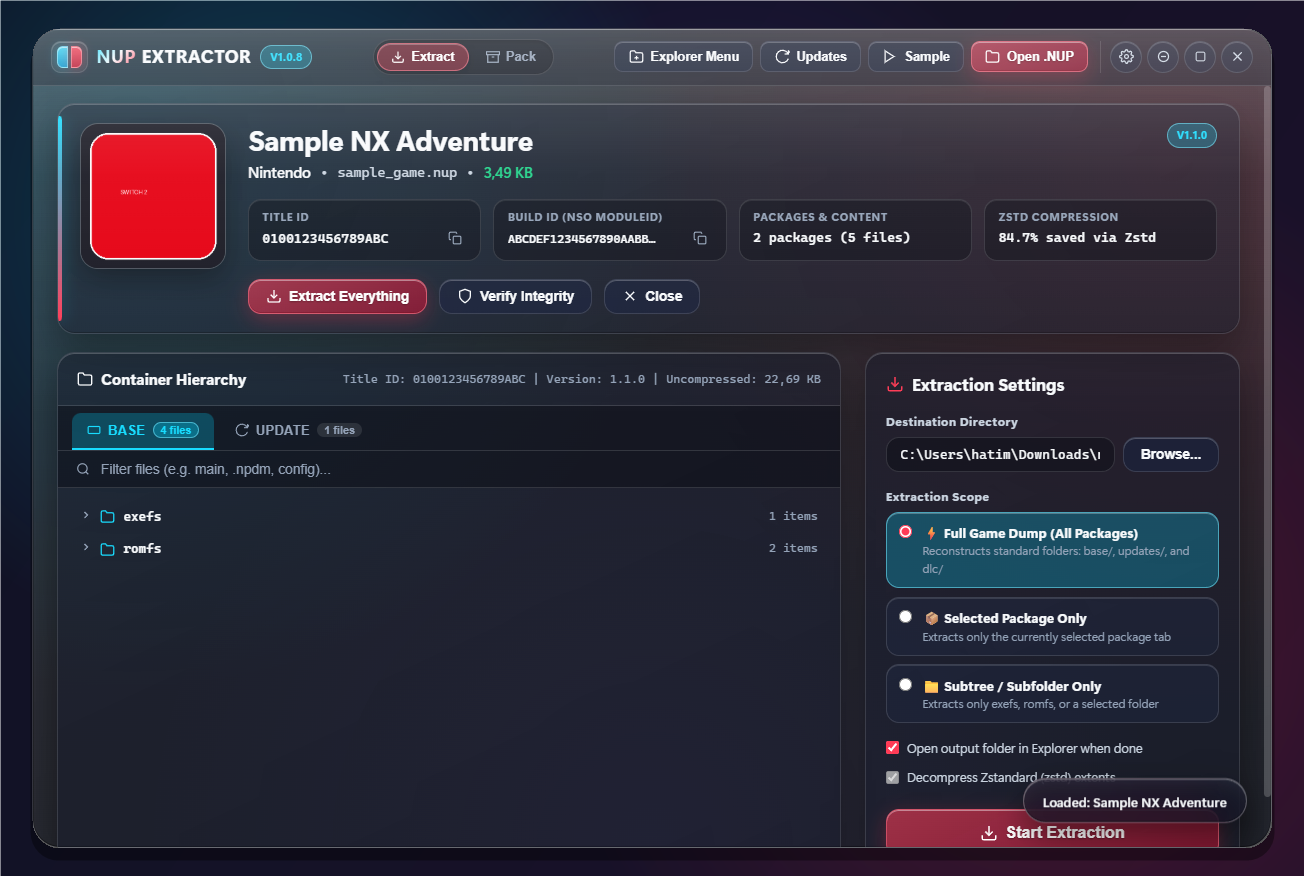 NUP EXTRACTOR V1.0.8 Extract Pack Explorer Menu Updates Sample Open .NUP
Sample NX Adventure V1.1.0
Nintendo • sample_game.nup • 3,49 KB
SWITCH 2
TITLE ID
0100123456789ABC
BUILD ID (NSO MODULEID)
ABCDEF1234567890AABB…
PACKAGES & CONTENT
2 packages (5 files)
ZSTD COMPRESSION
84.7% saved via Zstd
Extract Everything Verify Integrity Close
Container Hierarchy Title ID: 0100123456789ABC | Version: 1.1.0 | Uncompressed: 22,69 KB
BASE 4 files UPDATE 1 files
Filter files (e.g. main, .npdm, config)...
exefs 1 items
romfs 2 items
Extraction Settings
Destination Directory
C:\Users\hatim\Downloads\ Browse...
Extraction Scope
⚡ Full Game Dump (All Packages)
Reconstructs standard folders: base/, updates/, and
dlc/
📦 Selected Package Only
Extracts only the currently selected package tab
📁 Subtree / Subfolder Only
Extracts only exefs, romfs, or a selected folder
Open output folder in Explorer when done
Decompress Zstandard (zstd) extents
Loaded: Sample NX Adventure
Start Extraction